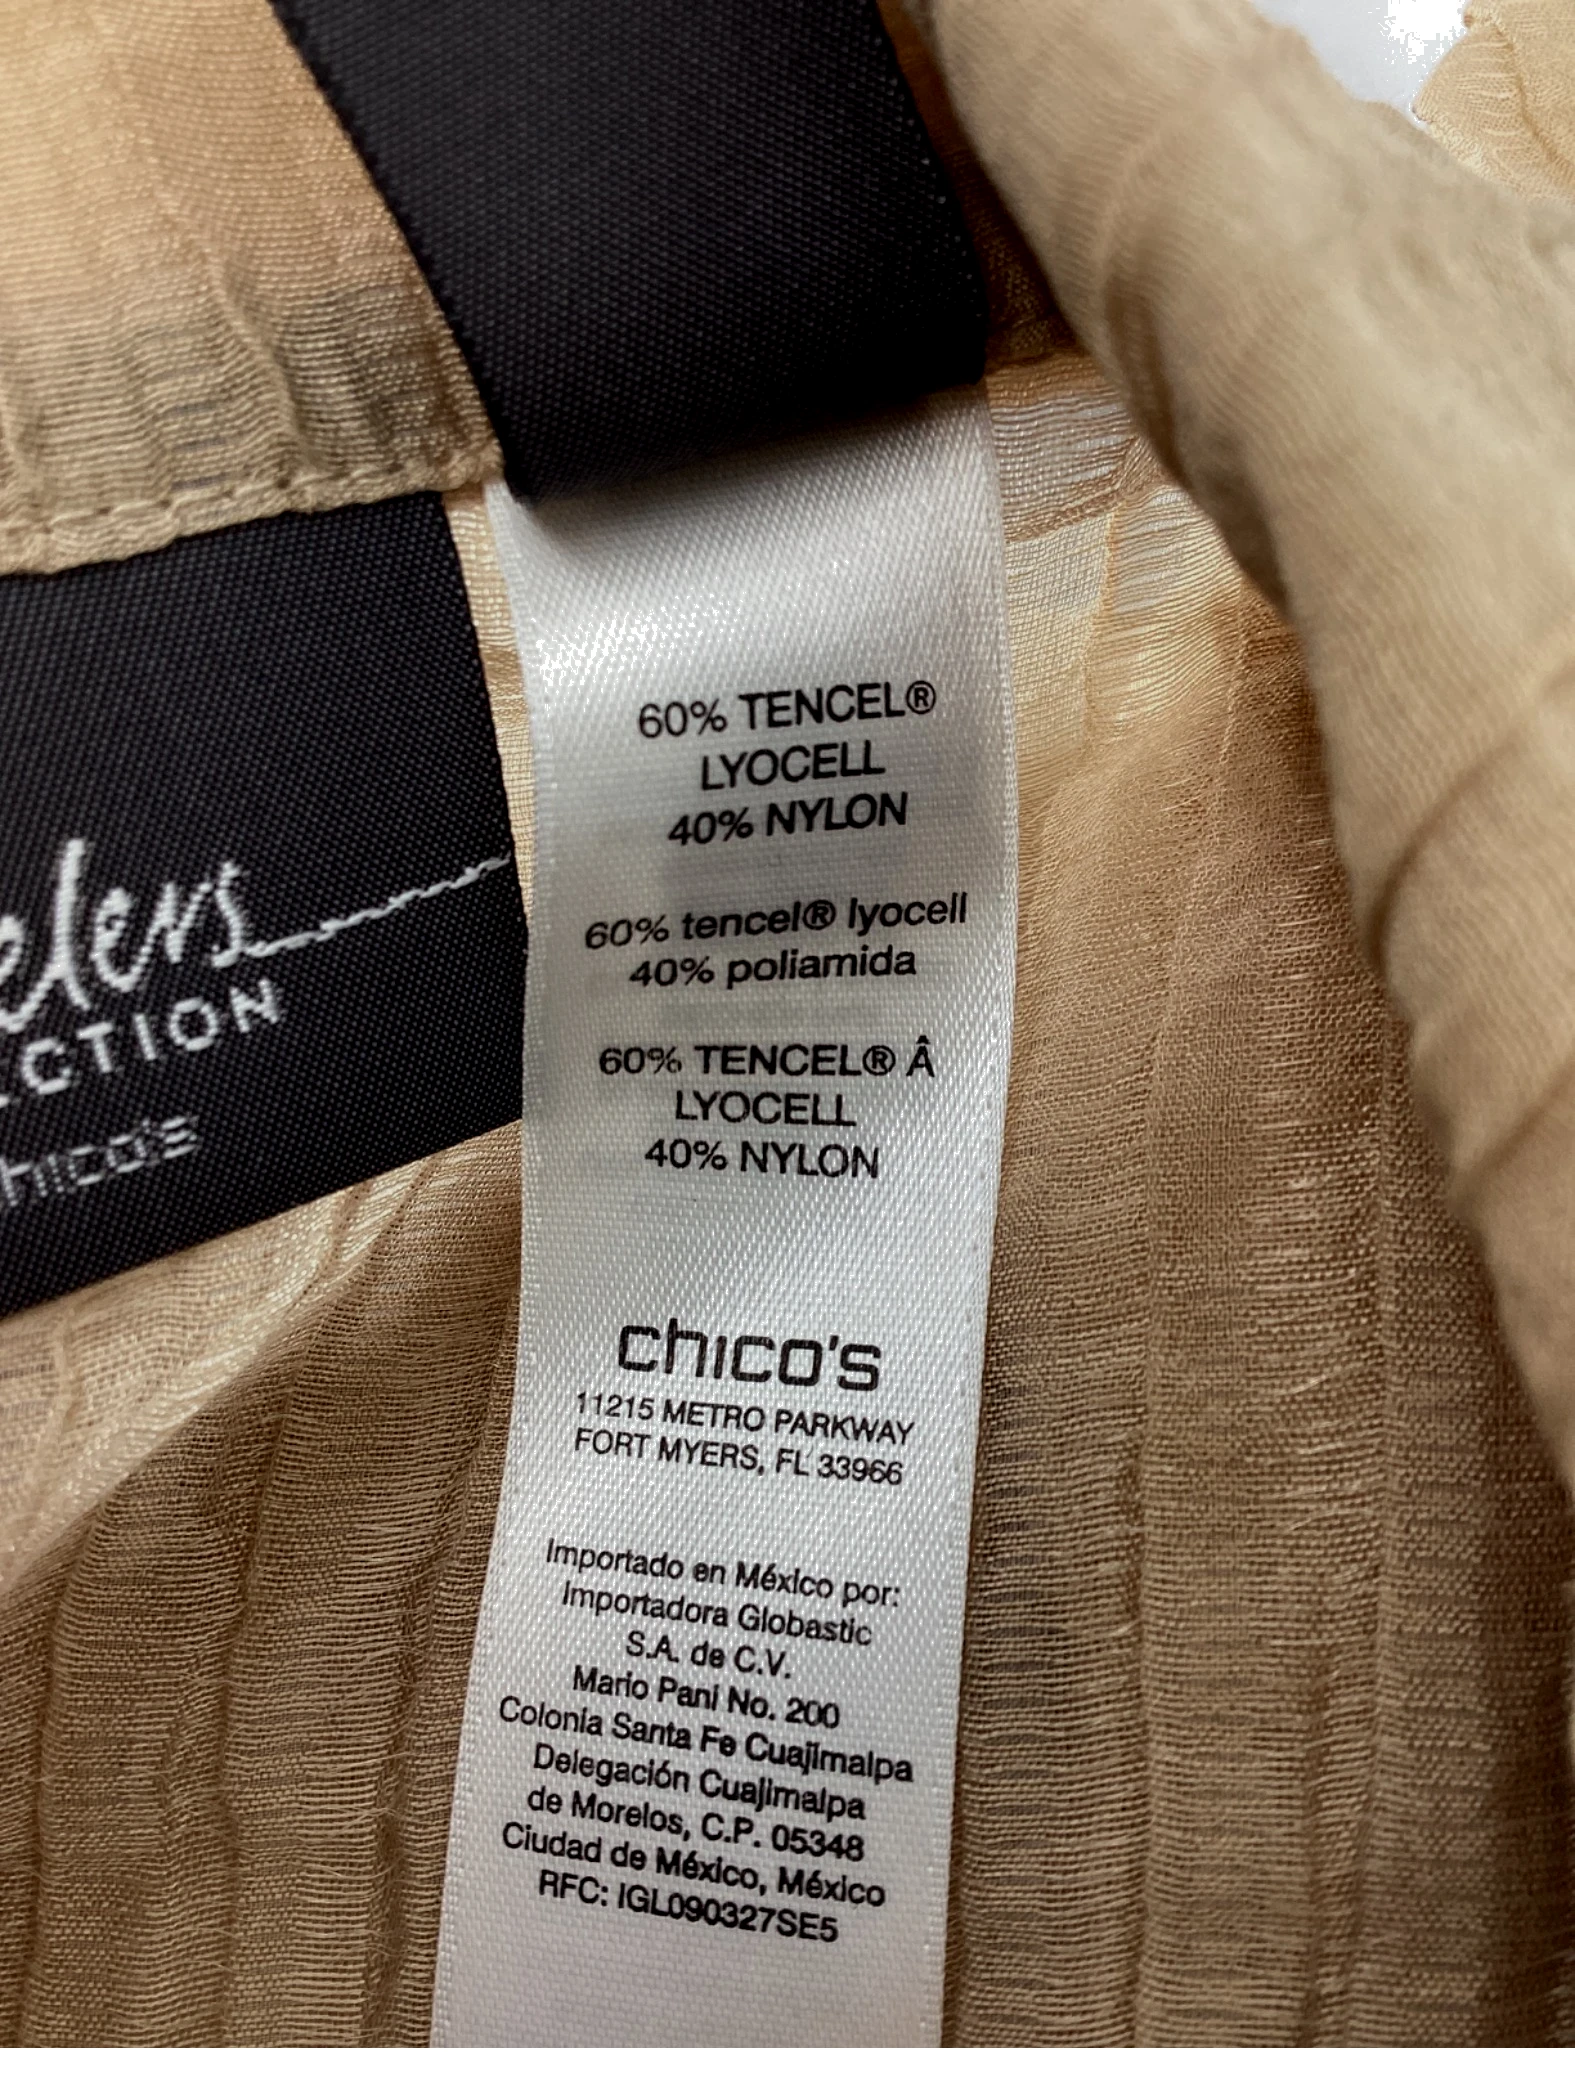 60% TENCEL®
LYOCELL
40% NYLON
60% tencel® lyocell
40% poliamida
60% TENCEL® Â
LYOCELL
40% NYLON
chico's
11215 METRO PARKWAY
FORT MYERS, FL 33966
Importado en México por:
Importadora Globastic
S.A. de C.V.
Mario Pani No. 200
Colonia Santa Fe Cuajimalpa
Delegación Cuajimalpa
de Morelos, C.P. 05348
Ciudad de México, México
RFC: IGL090327SE5
elers
CTION
hico's